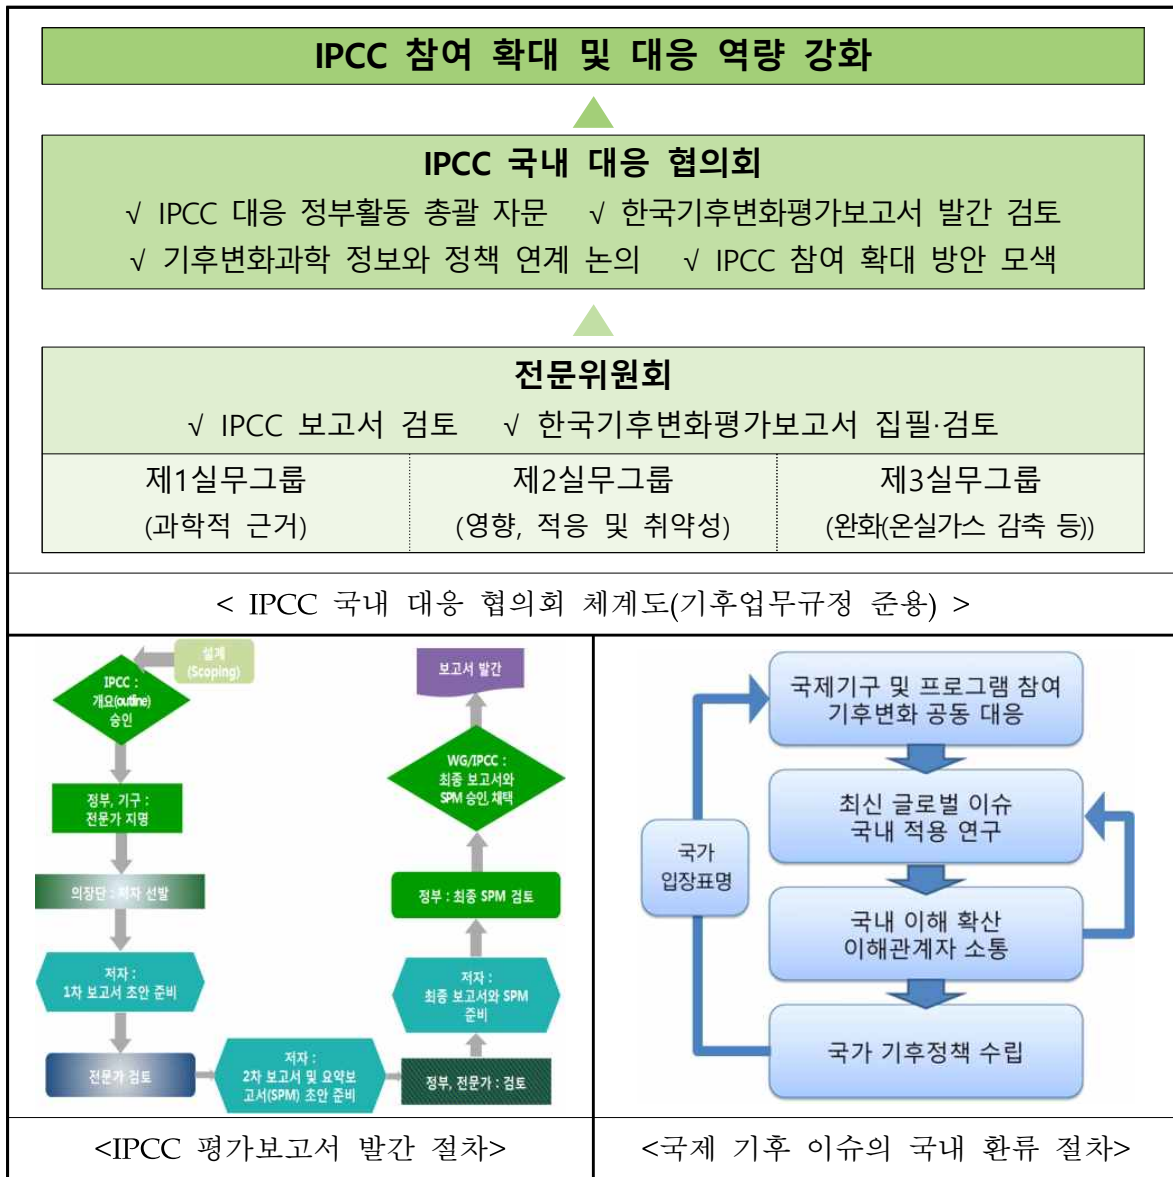 IPCC 참여 확대 및 대응 역량 강화
IPCC 국내 대응 협의회
√ IPCC 대응 정부활동 총괄 자문 √ 한국기후변화평가보고서 발간 검토
√ 기후변화과학 정보와 정책 연계 논의 √ IPCC 참여 확대 방안 모색
전문위원회
√ IPCC 보고서 검토 √ 한국기후변화평가보고서 집필·검토
제1실무그룹
(과학적 근거)
제2실무그룹
(영향, 적응 및 취약성)
제3실무그룹
(완화(온실가스 감축 등))
< IPCC 국내 대응 협의회 체계도(기후업무규정 준용) >
설계
(Scoping)
IPCC :
개요(outline)
승인
정부, 기구 :
전문가 지명
의장단 : 저자 선발
저자 :
1차 보고서 초안 준비
전문가 검토
저자 :
2차 보고서 및 요약보
고서(SPM) 초안 준비
정부, 전문가 : 검토
저자 :
최종 보고서와 SPM
준비
정부 : 최종 SPM 검토
WG/IPCC :
최종 보고서와
SPM 승인, 채택
보고서 발간
<IPCC 평가보고서 발간 절차>
국제기구 및 프로그램 참여
기후변화 공동 대응
최신 글로벌 이슈
국내 적용 연구
국가
입장표명
국내 이해 확산
이해관계자 소통
국가 기후정책 수립
<국제 기후 이슈의 국내 환류 절차>